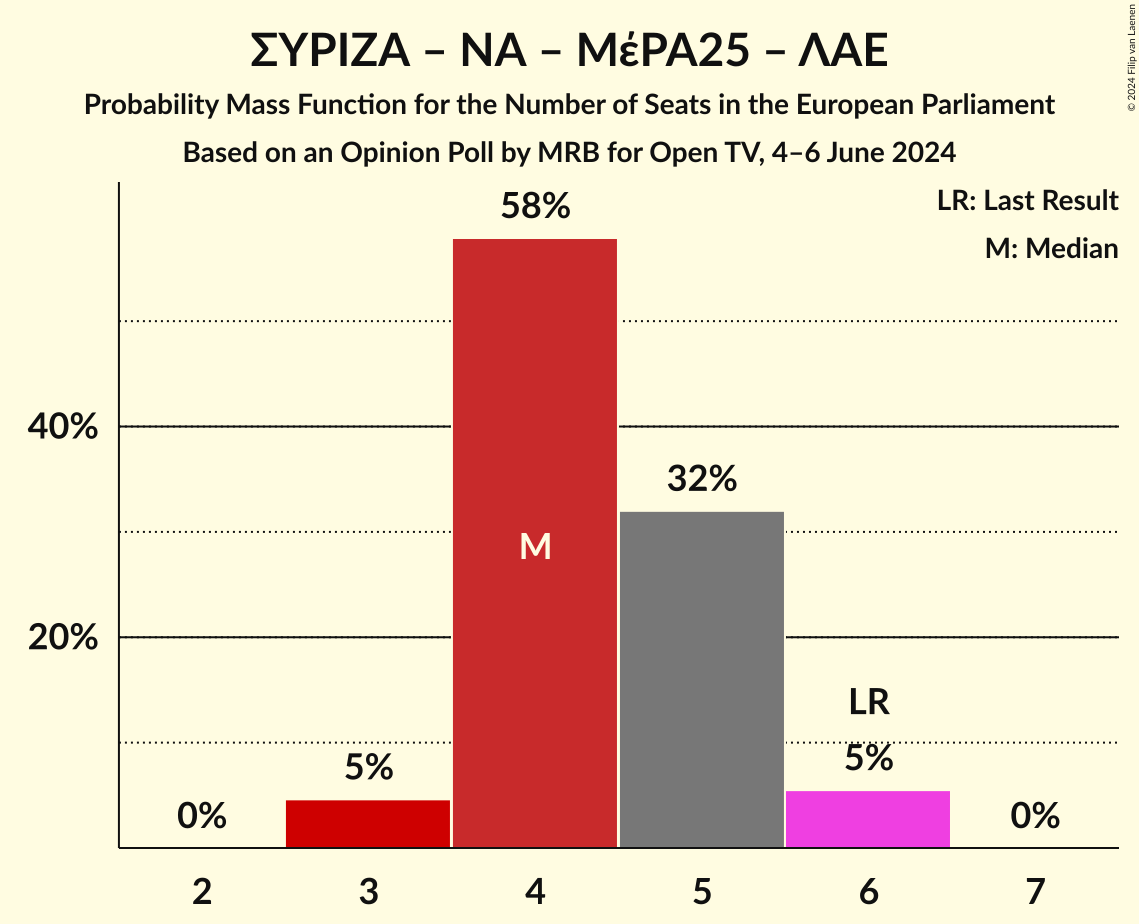 ΣΥΡΙΖΑ – ΝΑ – ΜέΡΑ25 – ΛΑΕ
Probability Mass Function for the Number of Seats in the European Parliament
Based on an Opinion Poll by MRB for Open TV, 4–6 June 2024
© 2024 Filip van Laenen
LR: Last Result
M: Median
58%
40%
32%
M
20%
LR
5%
5%
0%
0%
2 3 4 5 6 7